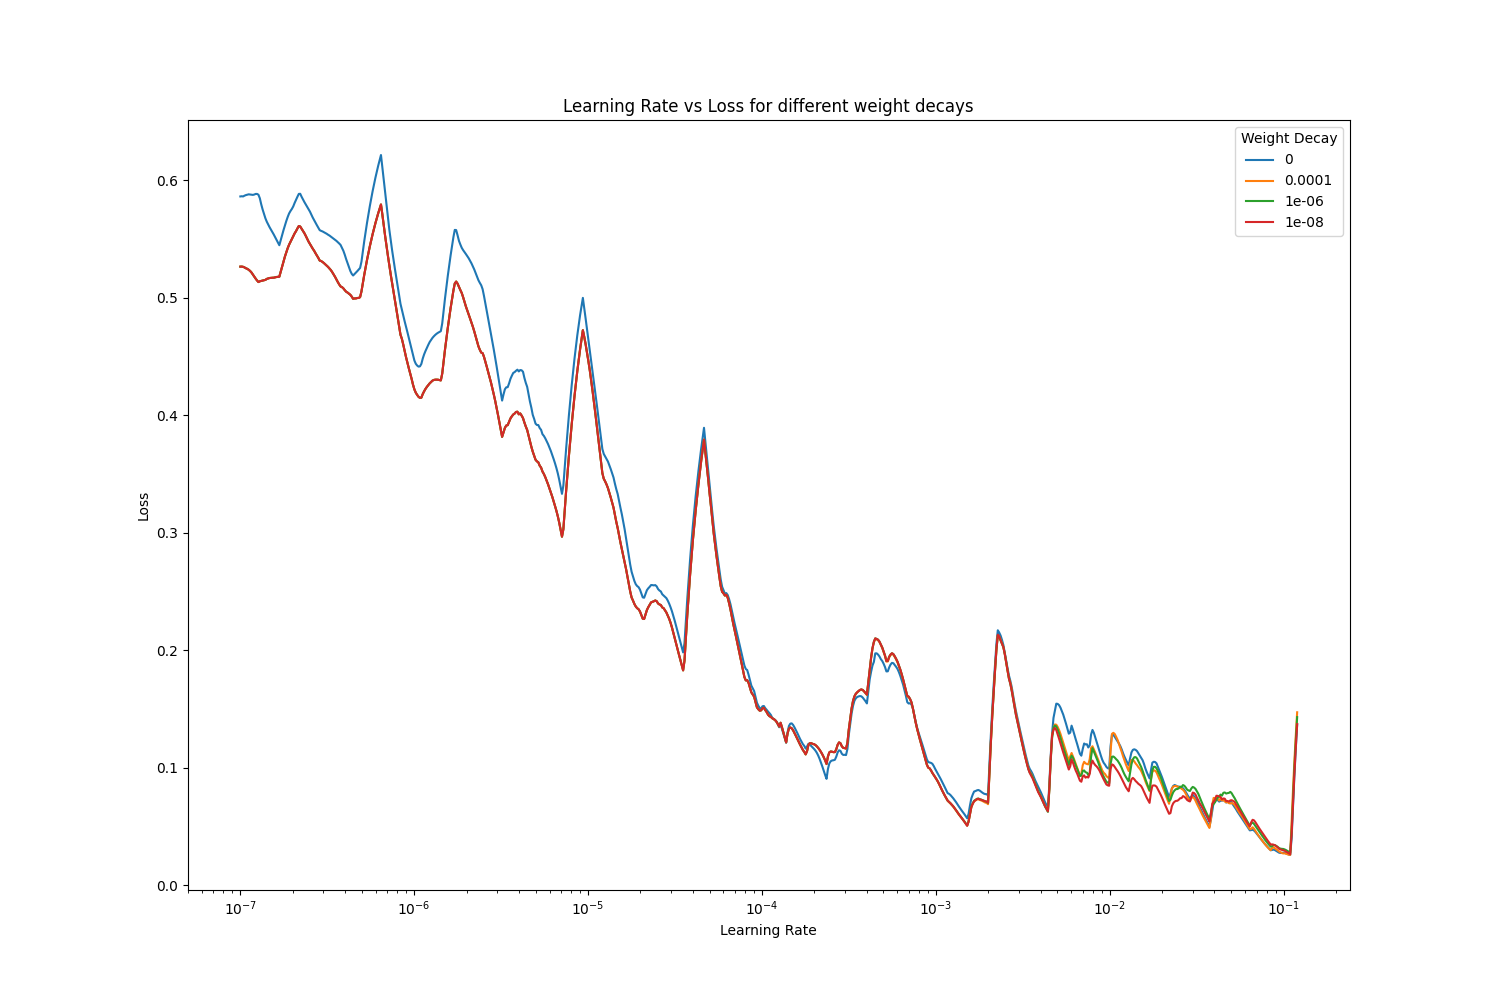 Learning Rate vs Loss for different weight decays
Weight Decay
0
0.0001
1e-06
1e-08
0.6
0.5
0.4
0.3
0.2
0.1
0.0
Loss
10⁻⁷ 10⁻⁶ 10⁻⁵ 10⁻⁴ 10⁻³ 10⁻² 10⁻¹
Learning Rate